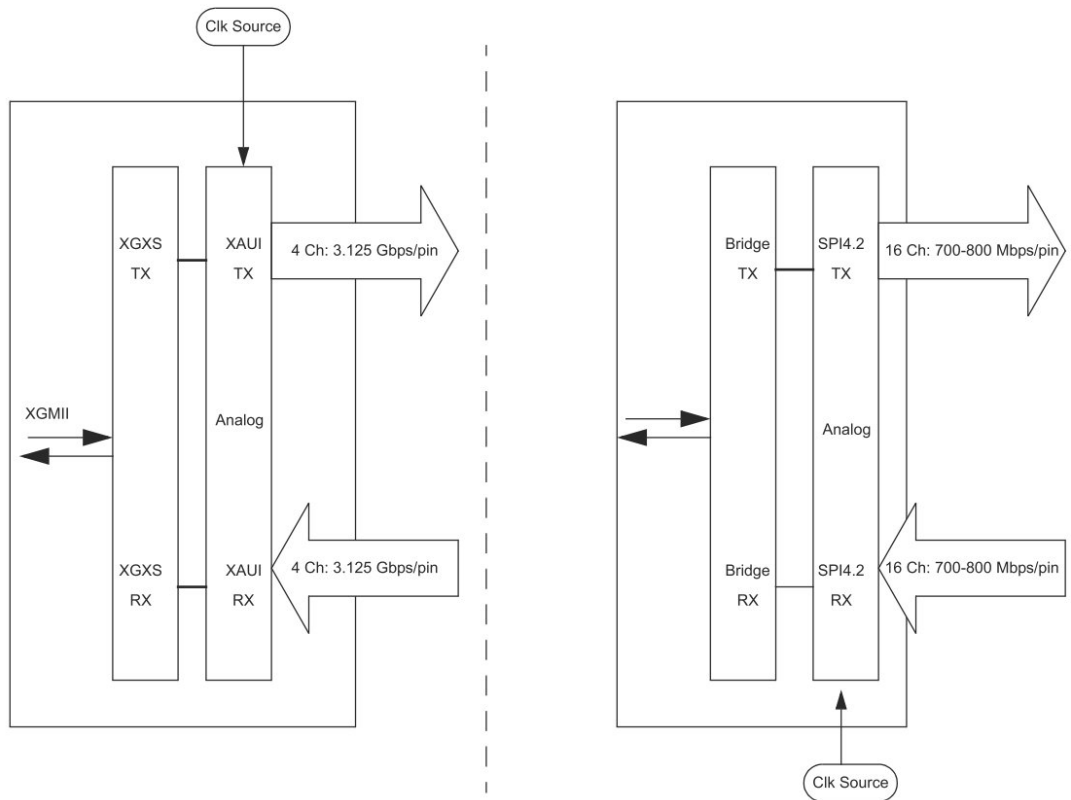 Clk Source
XGXS
TX
XAUI
TX
4 Ch: 3.125 Gbps/pin
XGMII
Analog
XGXS
RX
XAUI
RX
4 Ch: 3.125 Gbps/pin
Bridge
TX
SPI4.2
TX
16 Ch: 700-800 Mbps/pin
Analog
Bridge
RX
SPI4.2
RX
16 Ch: 700-800 Mbps/pin
Clk Source